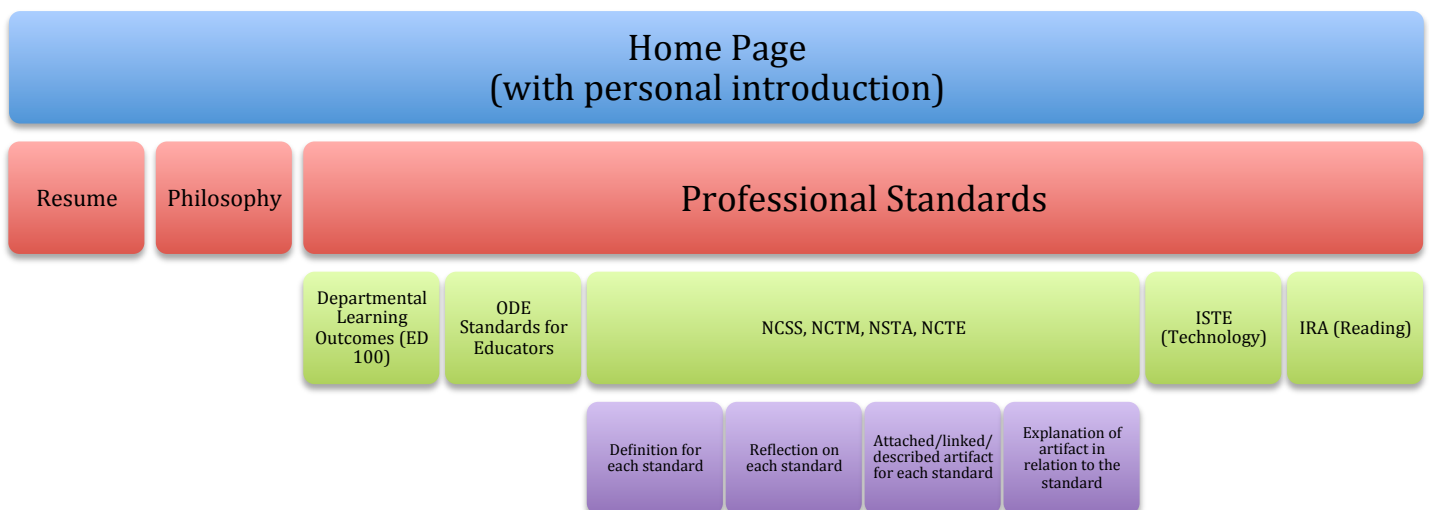 Home Page
(with personal introduction)
Resume
Philosophy
Professional Standards
Departmental
Learning
Outcomes (ED
100)
ODE
Standards for
Educators
NCSS, NCTM, NSTA, NCTE
ISTE
(Technology)
IRA (Reading)
Definition for
each standard
Reflection on
each standard
Attached/linked/
described artifact
for each standard
Explanation of
artifact in
relation to the
standard